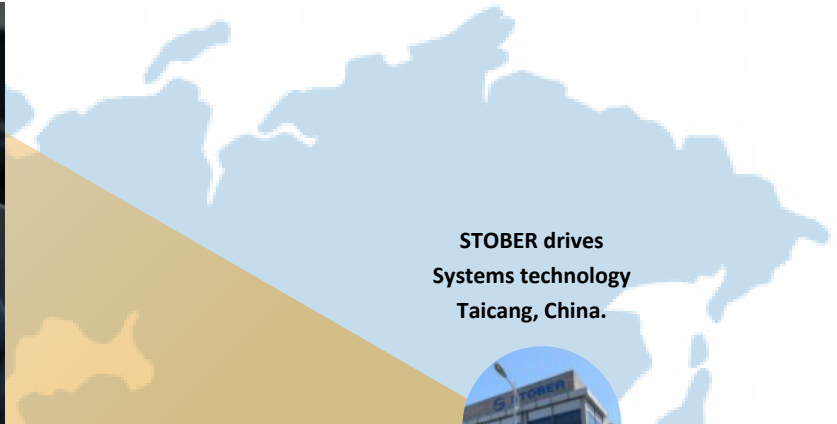 STOBER drives
Systems technology
Taicang, China.
STOBER